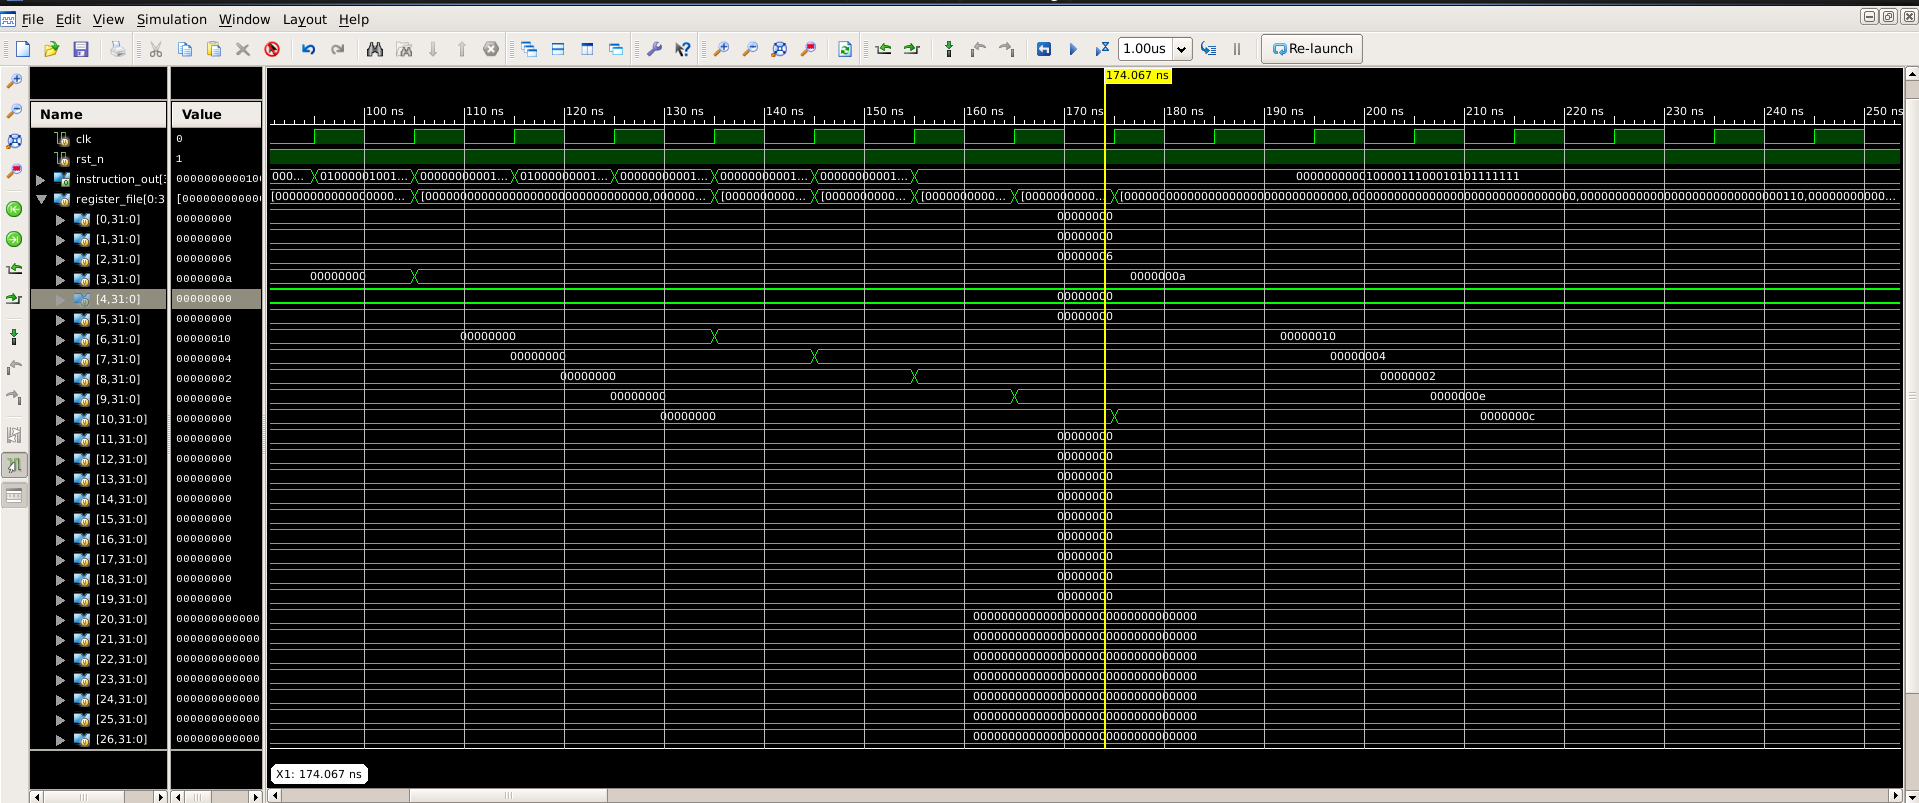 File Edit View Simulation Window Layout Help
1.00us Re-launch
174.067 ns
Name Value
100 ns 110 ns 120 ns 130 ns 140 ns 150 ns 160 ns 170 ns 180 ns 190 ns 200 ns 210 ns 220 ns 230 ns 240 ns 250 ns
clk 0
rst_n 1
instruction_out[3 00000000000100 000... 01000001001... 00000000001... 01000000001... 00000000001... 00000000001... 00000000001... 00000000010000111000101011111111
register_file[0:3 [000000000000 [0000000000000000... [00000000000000000000000000000000,000000... [0000000000... [0000000000... [0000000000... [0000000000... [00000000000000000000000000000000,00000000000000000000000000000000,00000000000000000000000000000110,0000000000...
[0,31:0] 00000000 00000000
[1,31:0] 00000000 00000000
[2,31:0] 00000006 00000006
[3,31:0] 0000000a 00000000 0000000a
[4,31:0] 00000000 00000000
[5,31:0] 00000000 00000000
[6,31:0] 00000010 00000000 00000010
[7,31:0] 00000004 00000000 00000004
[8,31:0] 00000002 00000000 00000002
[9,31:0] 0000000e 00000000 0000000e
[10,31:0] 00000000 00000000 0000000c
[11,31:0] 00000000 00000000
[12,31:0] 00000000 00000000
[13,31:0] 00000000 00000000
[14,31:0] 00000000 00000000
[15,31:0] 00000000 00000000
[16,31:0] 00000000 00000000
[17,31:0] 00000000 00000000
[18,31:0] 00000000 00000000
[19,31:0] 00000000 00000000
[20,31:0] 000000000000 00000000000000000000000000000000
[21,31:0] 000000000000 00000000000000000000000000000000
[22,31:0] 000000000000 00000000000000000000000000000000
[23,31:0] 000000000000 00000000000000000000000000000000
[24,31:0] 000000000000 00000000000000000000000000000000
[25,31:0] 000000000000 00000000000000000000000000000000
[26,31:0] 000000000000 00000000000000000000000000000000
X1: 174.067 ns